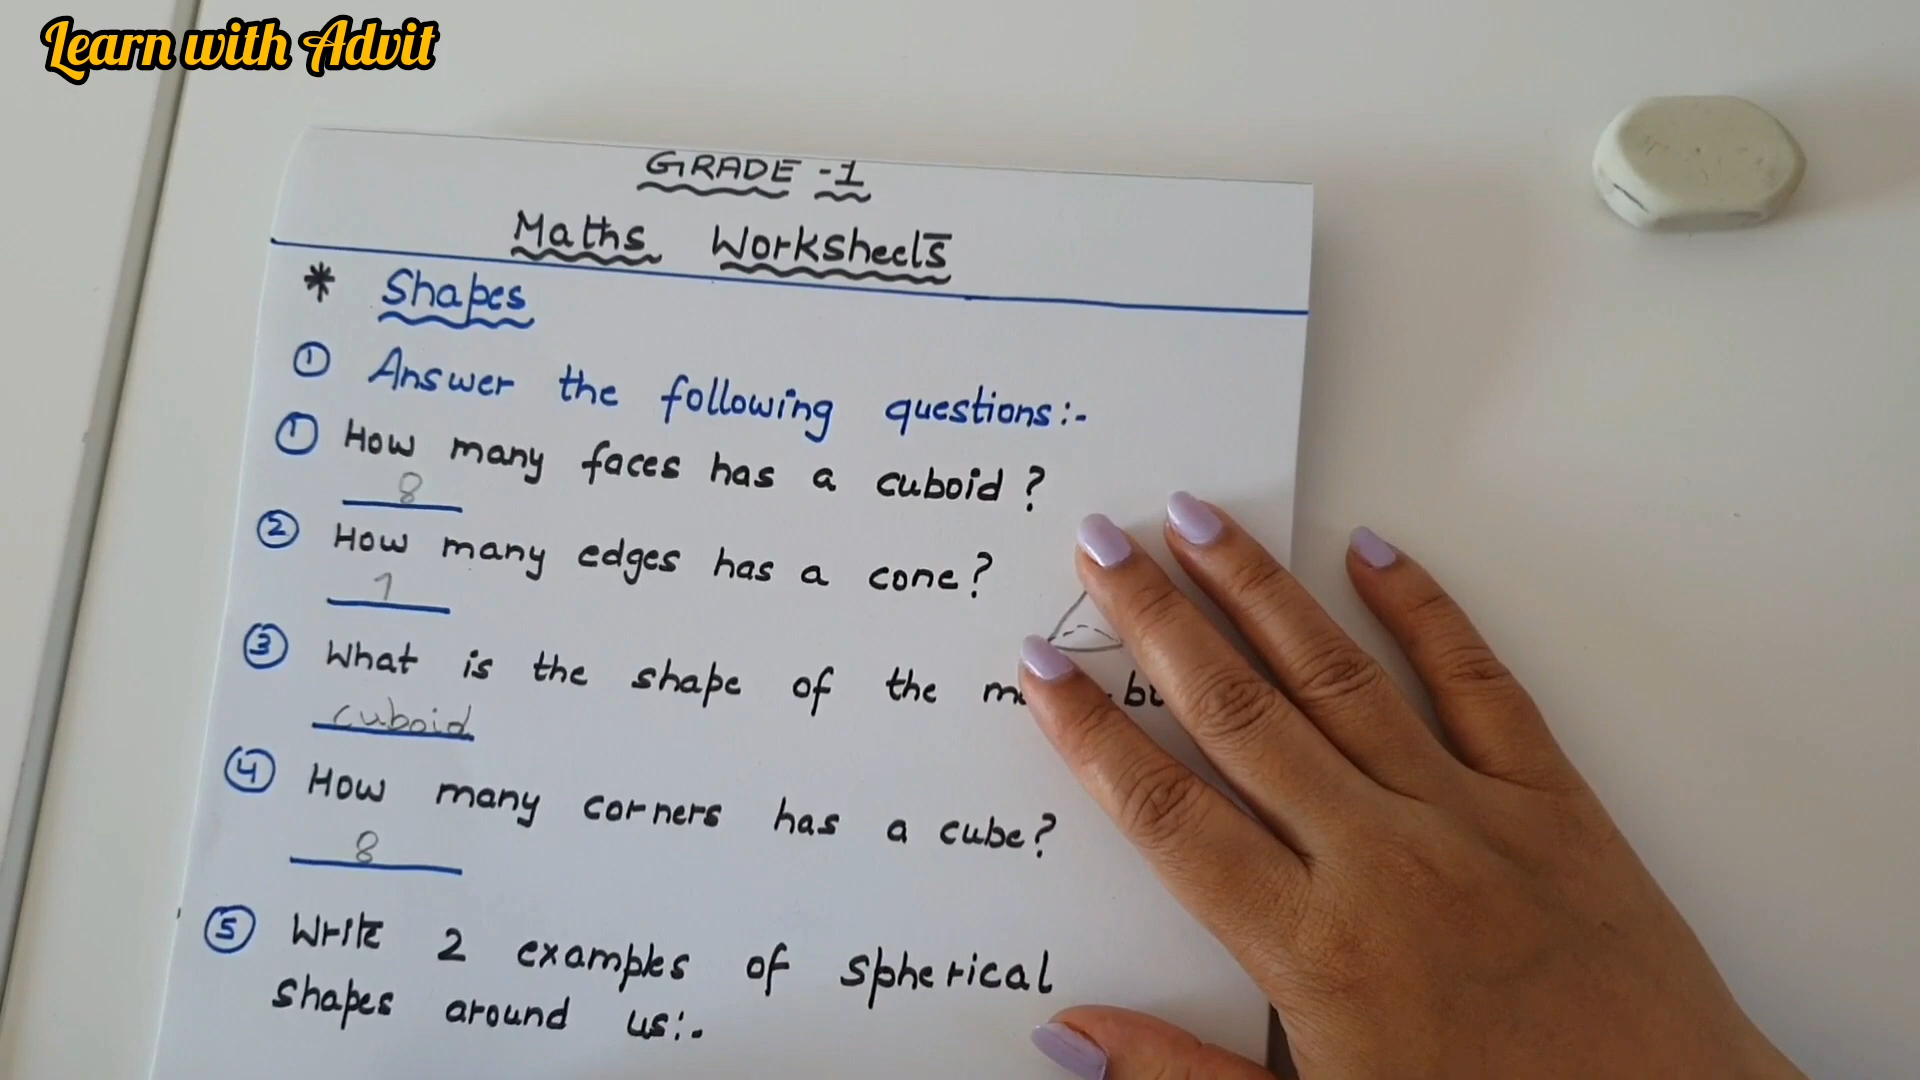 Learn with Advit
GRADE -1
Maths Worksheets
* Shapes
① Answer the following questions:-
① How many faces has a cuboid?
8
② How many edges has a cone?
1
③ What is the shape of the
cuboid
④ How many corners has a cube?
8
⑤ Write 2 examples of spherical
shapes around us:-